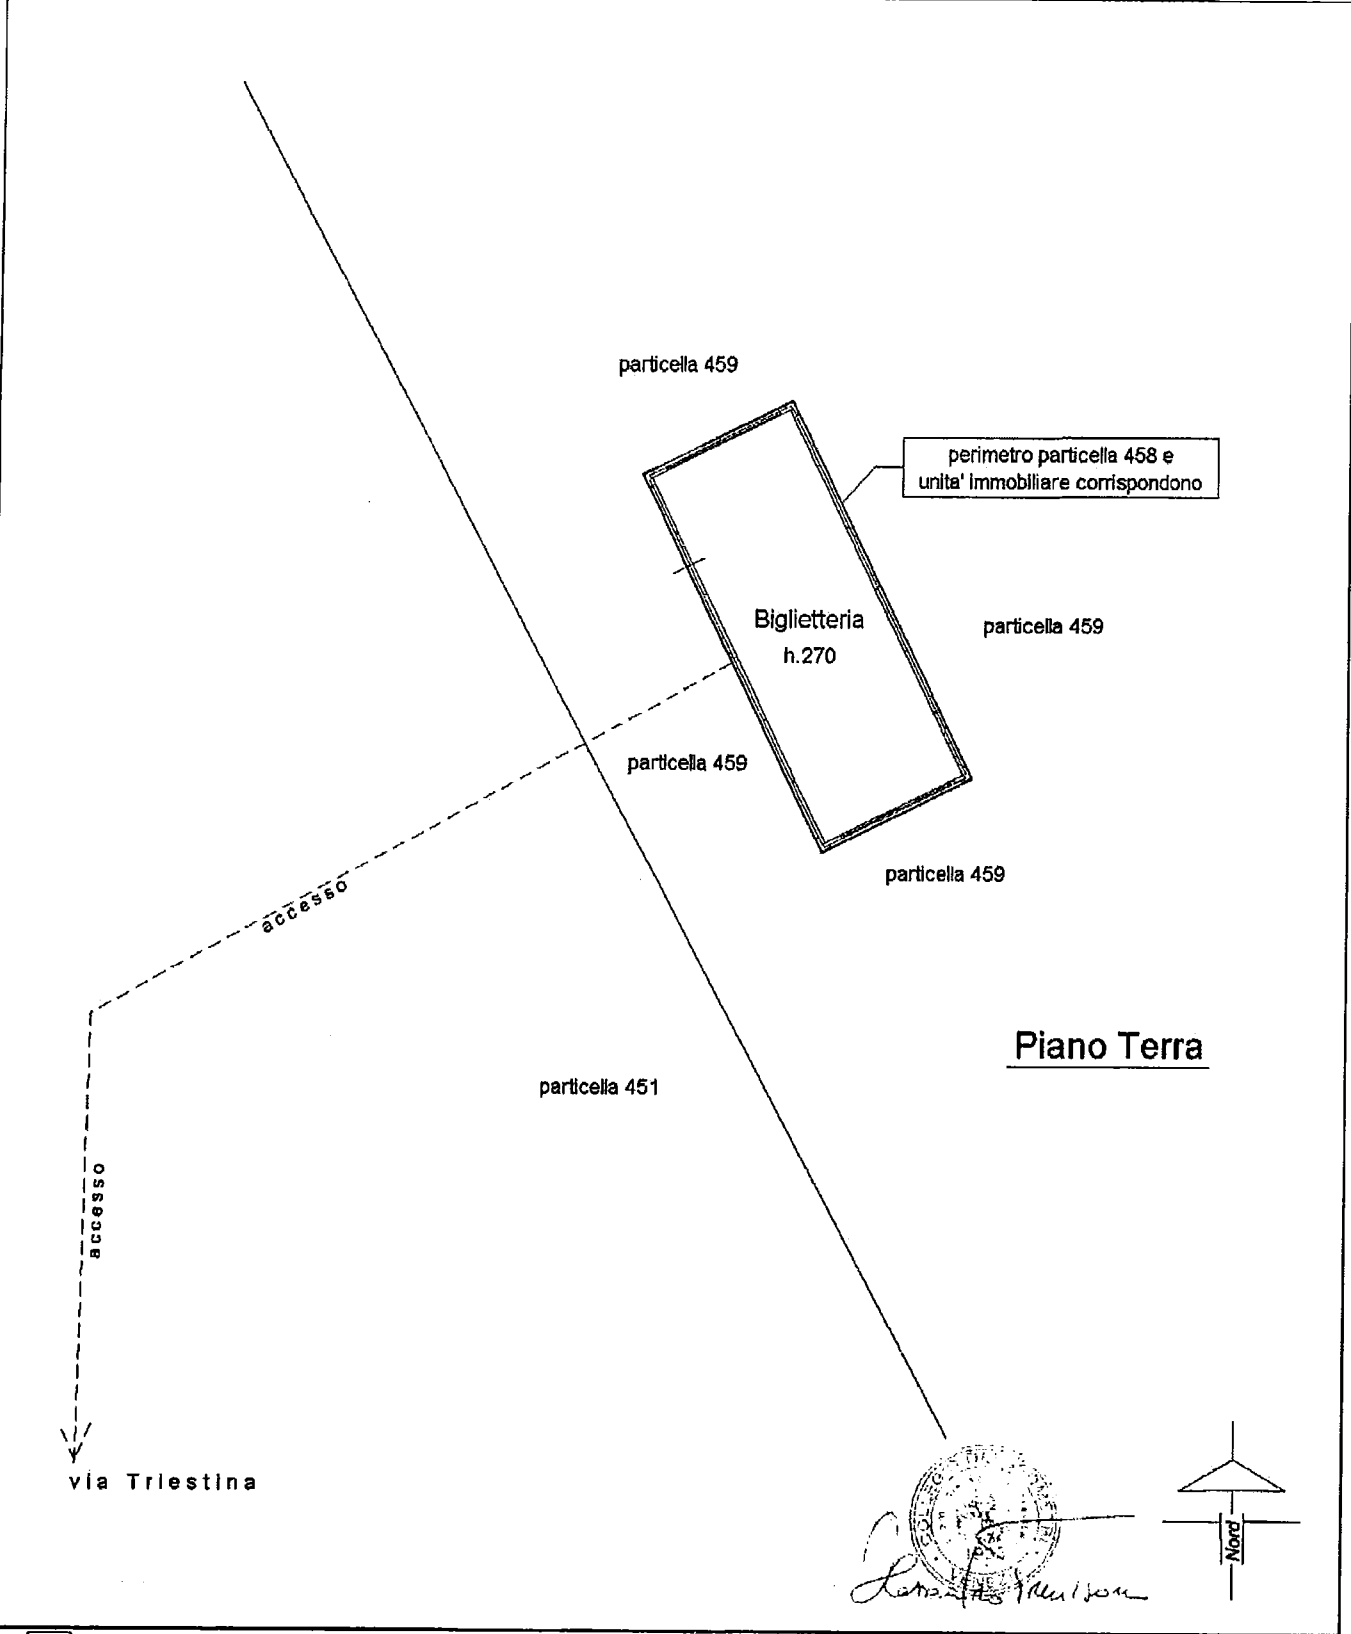 particella 459
perimetro particella 458 e
unita' immobiliare corrispondono
Biglietteria
h.270
particella 459
particella 459
particella 459
accesso
Piano Terra
particella 451
accesso
via Triestina
Nord